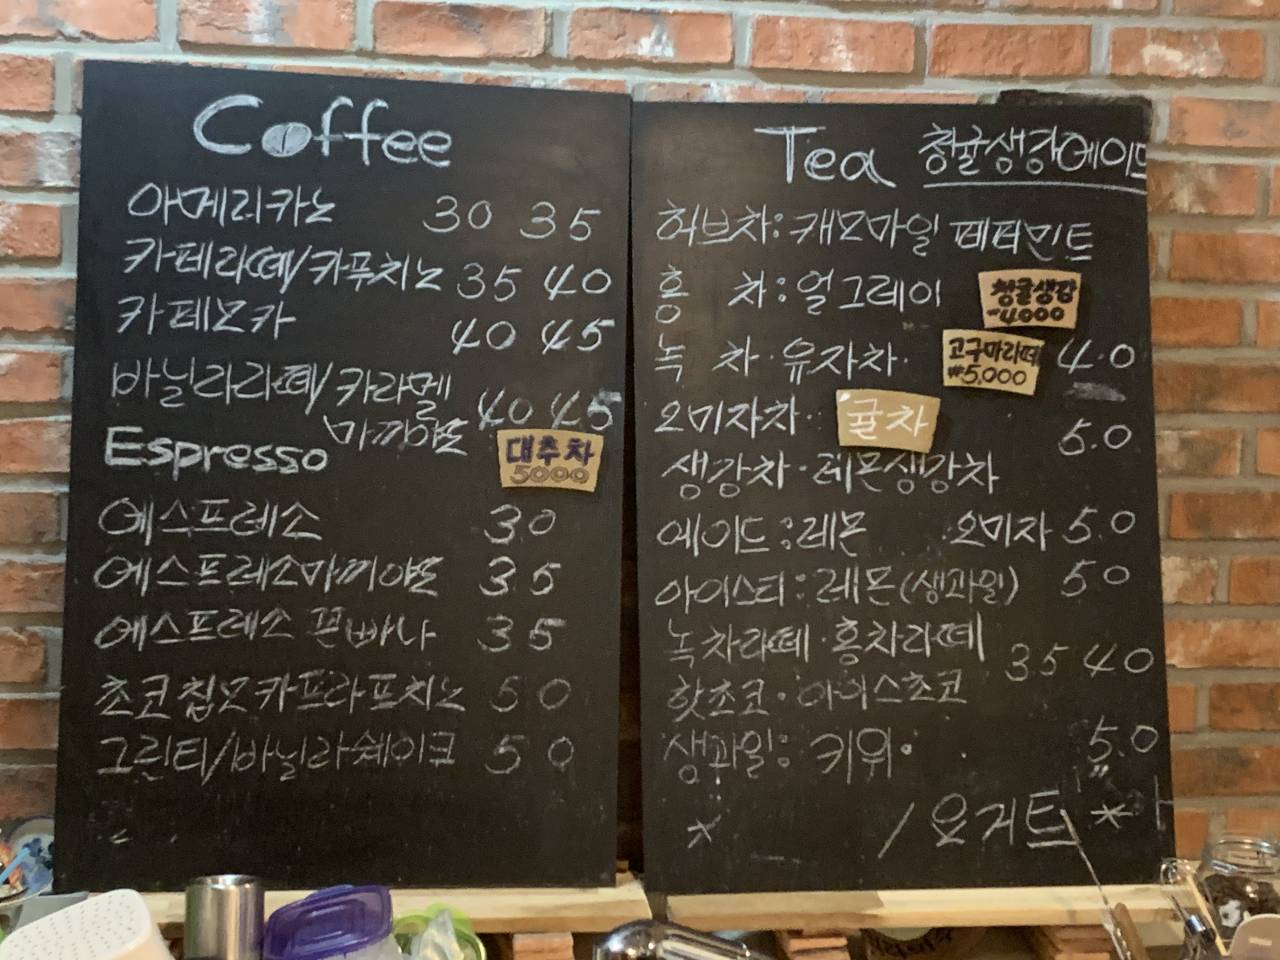 Coffee
아메리카노 30 35
카페라떼/카푸치노 35 40
카페모카 40 45
바닐라라떼/카라멜
마끼아또 40 45
대추차
5000
Espresso
에스프레소 30
에스프레소마끼아또 35
에스프레소 꼰빠나 35
초코칩모카프라프치노 50
그린티/바닐라쉐이크 50
Tea 청귤생강에이드
허브차: 캐모마일 페퍼민트
홍 차: 얼그레이
청귤생강
₩4000
녹 차·유자차· 4.0
고구마라떼
₩5,000
오미자차· 귤차 5.0
생강차·레몬생강차
에이드:레몬 오미자 5.0
아이스티:레몬(생과일) 50
녹차라떼·홍차라떼 35 40
핫초코·아이스초코
생과일: 키위· 5.0
* /요거트 *